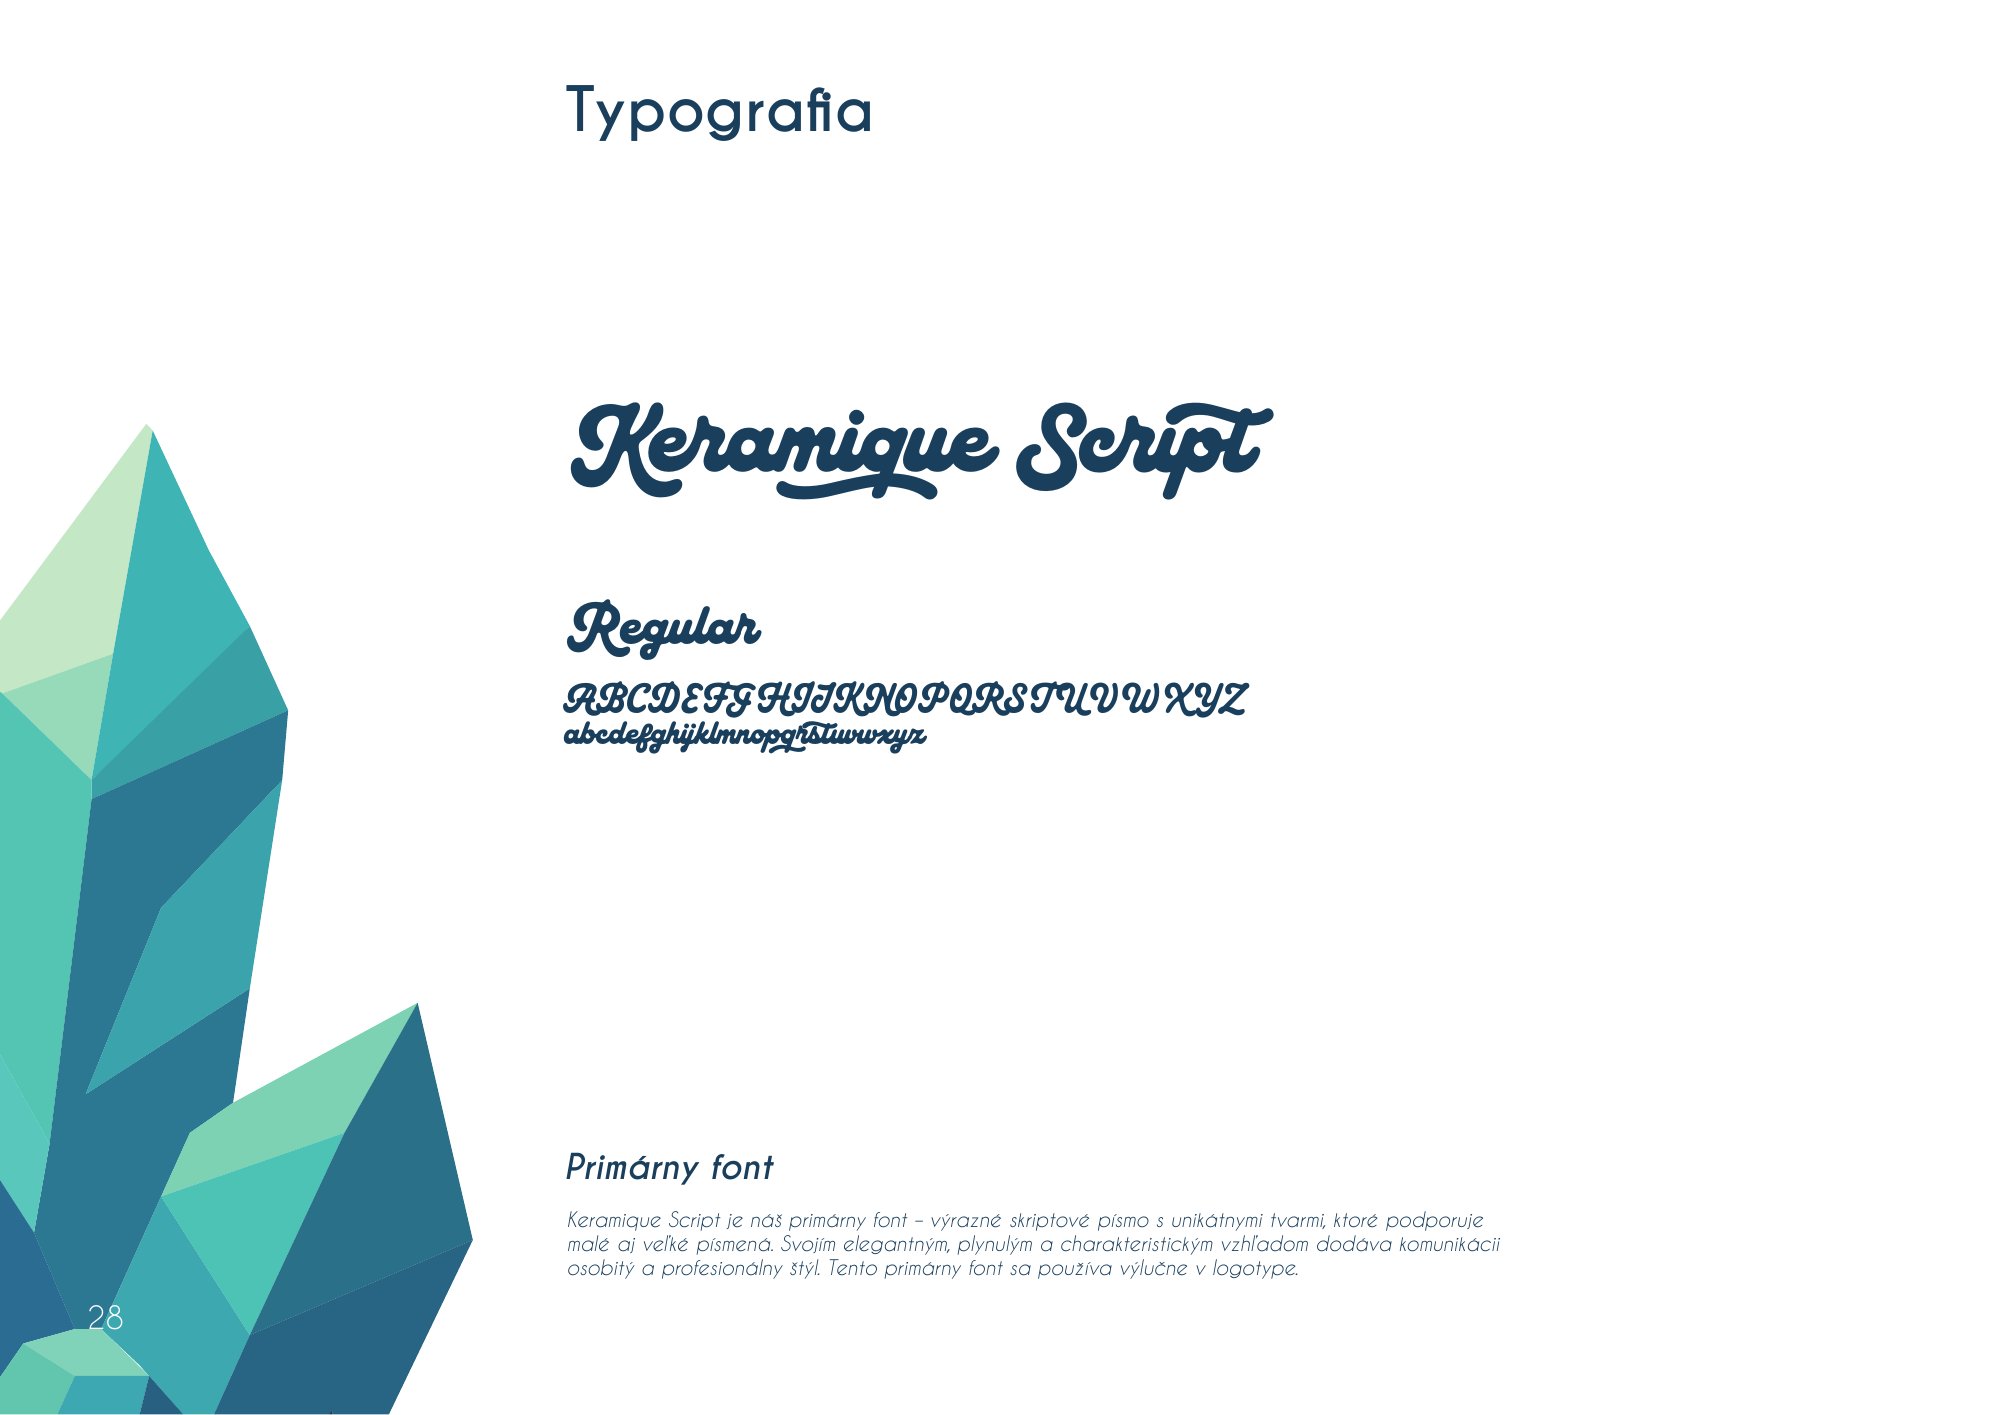 Typografia
Keramique Script
Regular
ABCDEFGHIJKNOPQRSTUVWXYZ
abcdefghijklmnopqrstuvwxyz
Primárny font
Keramique Script je náš primárny font – výrazné skriptové písmo s unikátnymi tvarmi, ktoré podporuje
malé aj veľké písmená. Svojím elegantným, plynulým a charakteristickým vzhľadom dodáva komunikácii
osobitý a profesionálny štýl. Tento primárny font sa používa výlučne v logotype.
28